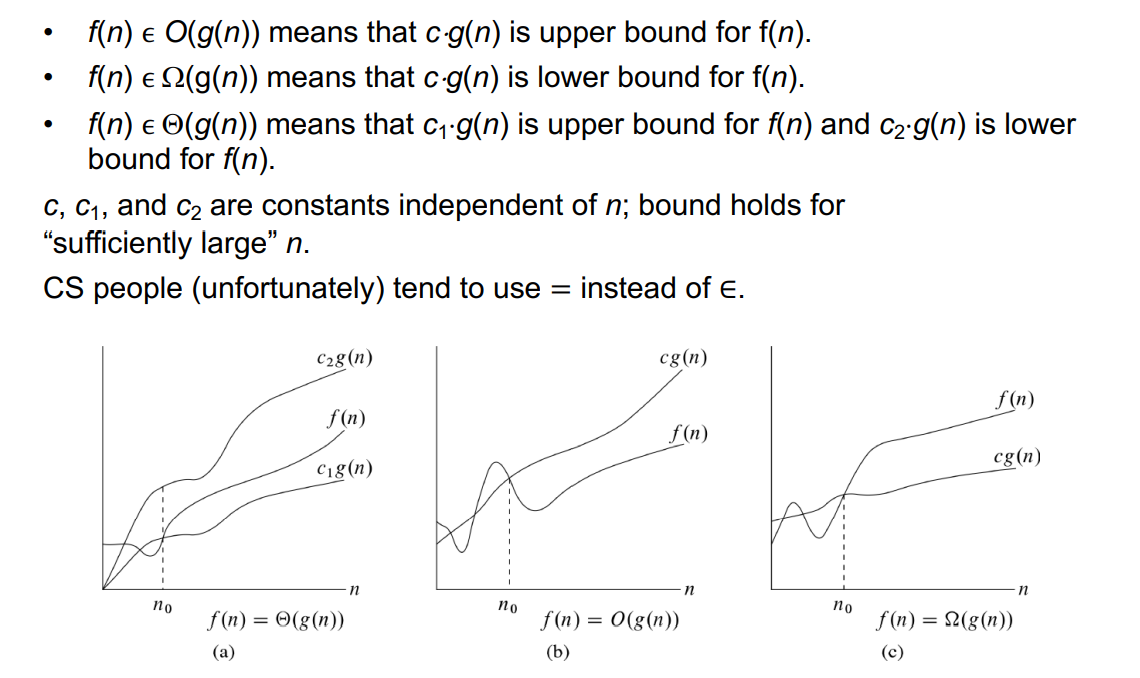 • f(n) ϵ O(g(n)) means that c·g(n) is upper bound for f(n).
• f(n) ϵ Ω(g(n)) means that c·g(n) is lower bound for f(n).
• f(n) ϵ Θ(g(n)) means that c₁·g(n) is upper bound for f(n) and c₂·g(n) is lower
bound for f(n).
c, c₁, and c₂ are constants independent of n; bound holds for
“sufficiently large” n.
CS people (unfortunately) tend to use = instead of ∈.
c₂g(n)
f(n)
c₁g(n)
n
n₀
f(n) = Θ(g(n))
(a)
cg(n)
f(n)
n
n₀
f(n) = O(g(n))
(b)
f(n)
cg(n)
n
n₀
f(n) = Ω(g(n))
(c)